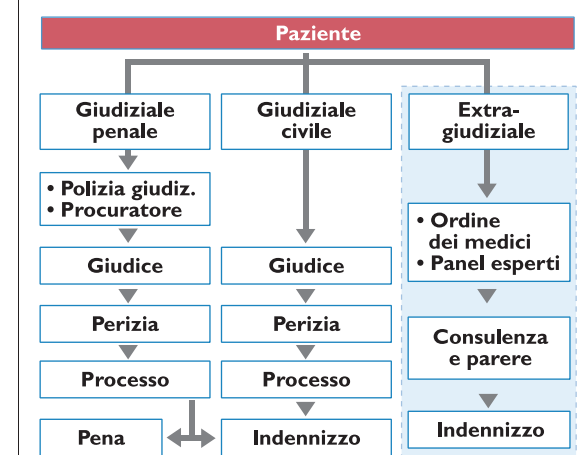 Paziente
Giudiziale
penale
• Polizia giudiz.
• Procuratore
Giudice
Perizia
Processo
Pena
Giudiziale
civile
Giudice
Perizia
Processo
Indennizzo
Extra-
giudiziale
• Ordine
dei medici
• Panel esperti
Consulenza
e parere
Indennizzo